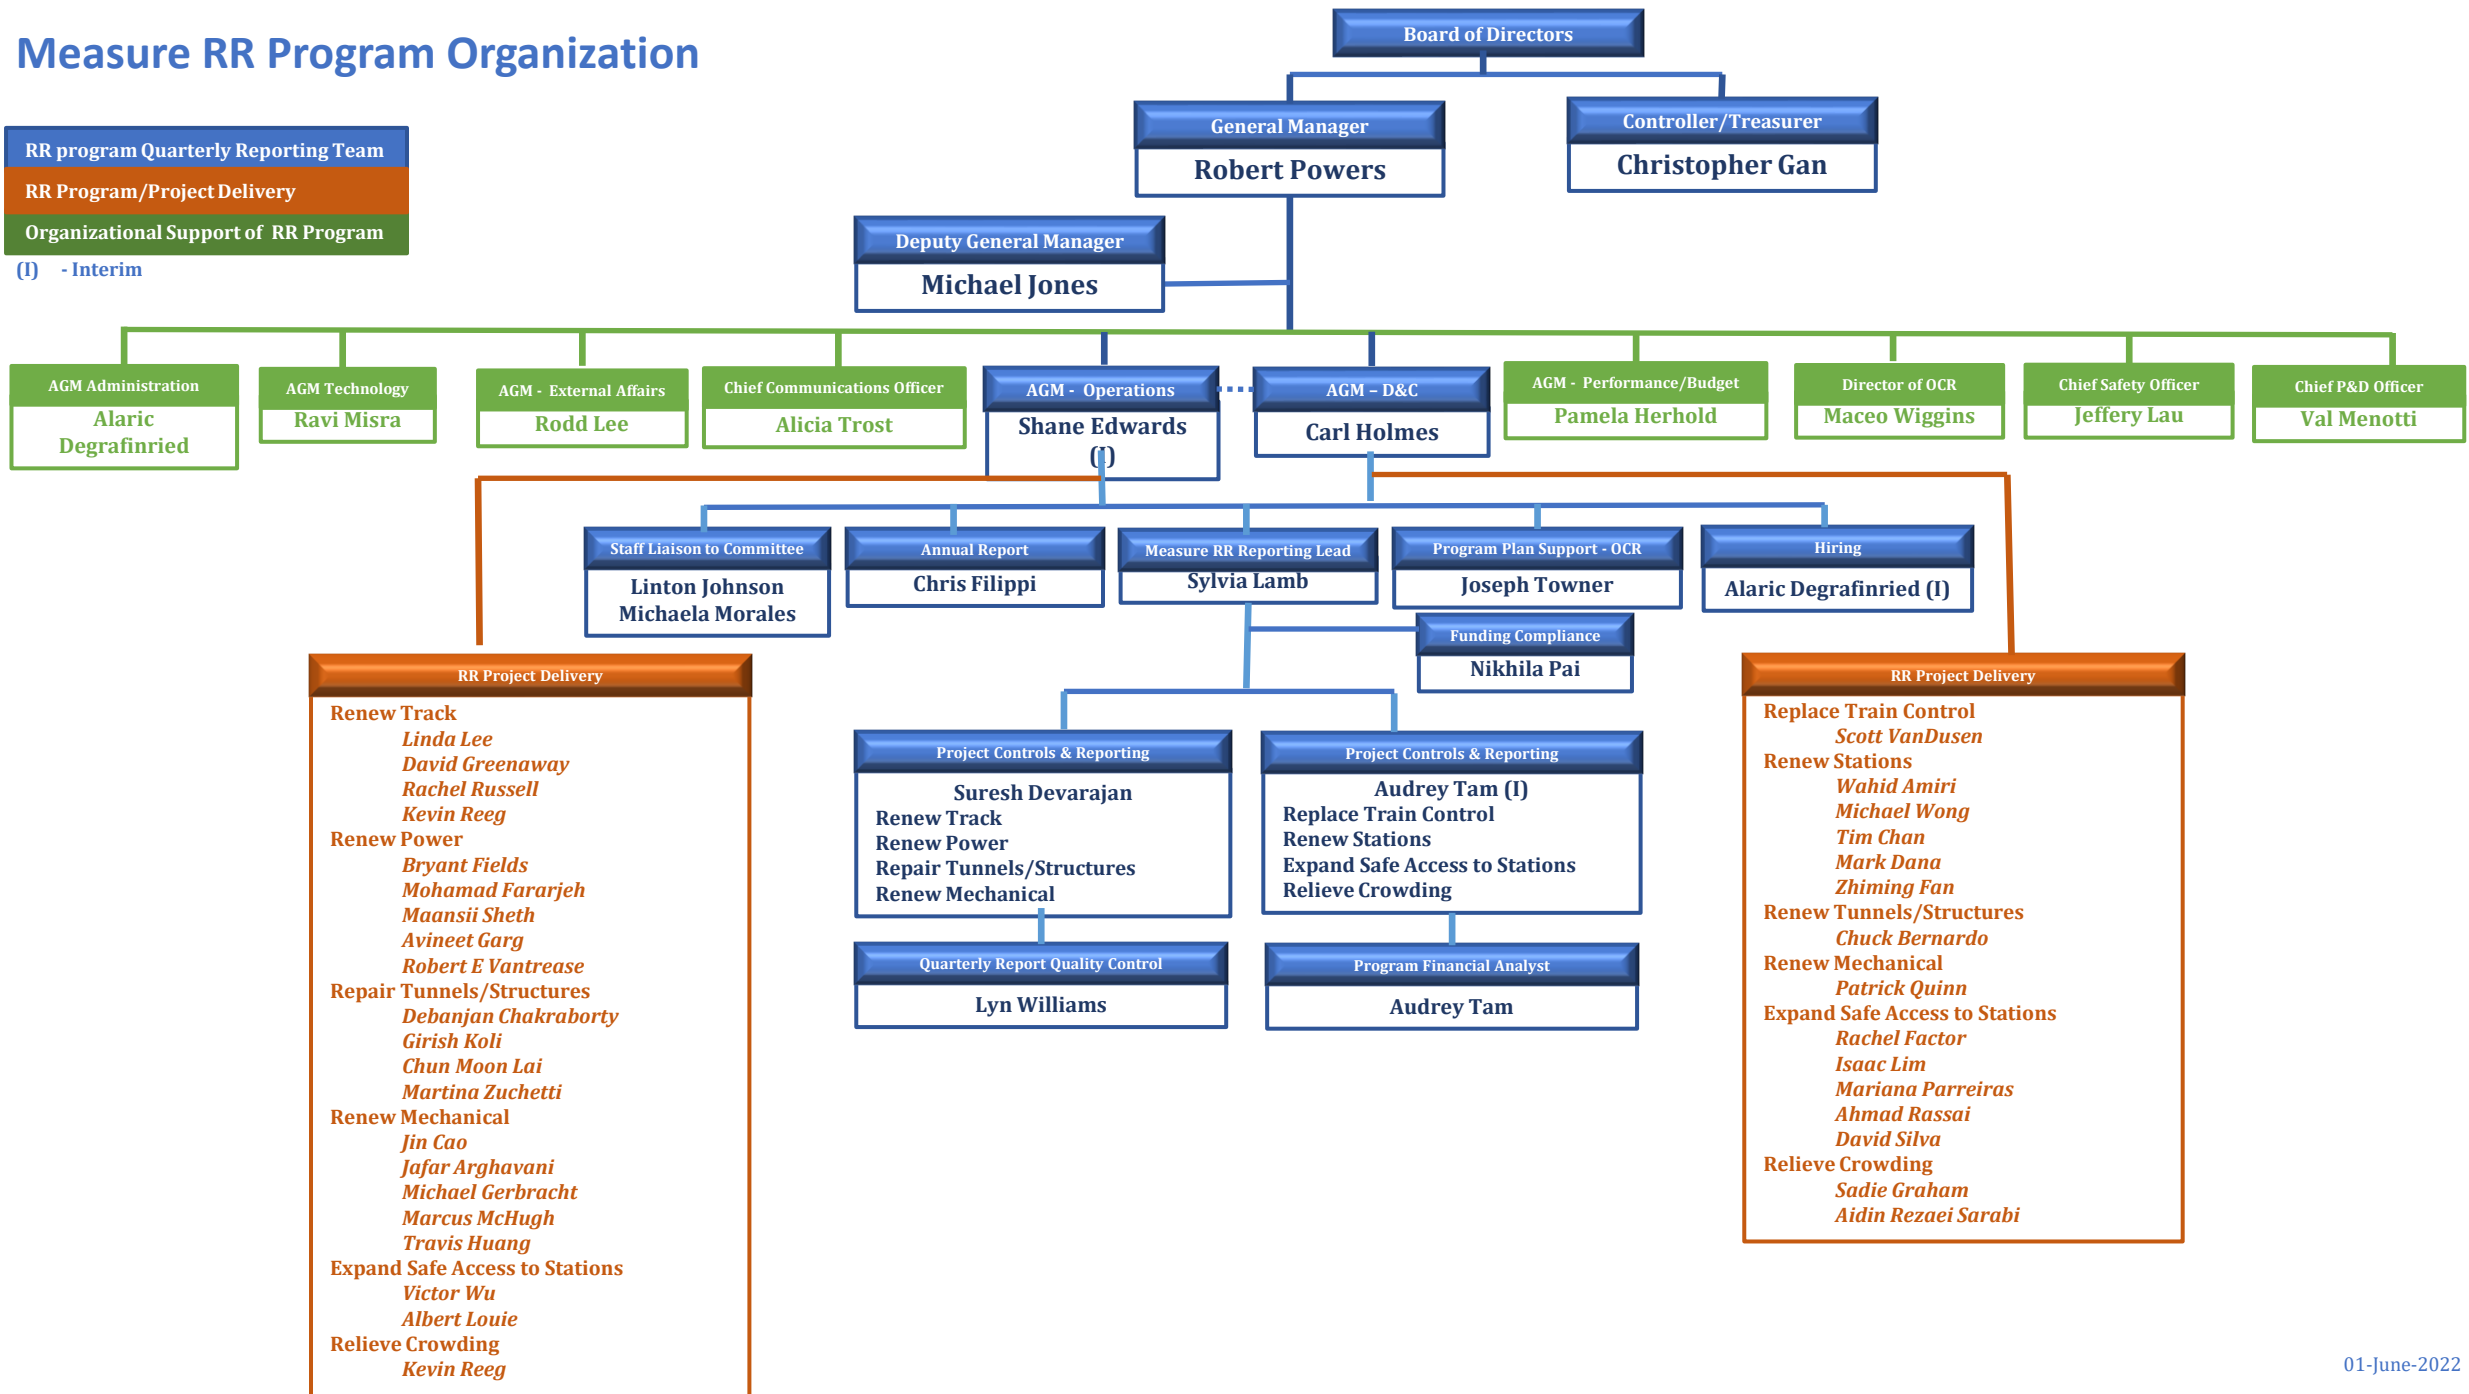 Measure RR Program Organization
RR program Quarterly Reporting Team
RR Program/Project Delivery
Organizational Support of RR Program
(I) - Interim
Board of Directors
General Manager
Robert Powers
Controller/Treasurer
Christopher Gan
Deputy General Manager
Michael Jones
AGM Administration
Alaric
Degrafinried
AGM Technology
Ravi Misra
AGM - External Affairs
Rodd Lee
Chief Communications Officer
Alicia Trost
AGM - Operations
Shane Edwards
(I)
AGM – D&C
Carl Holmes
AGM - Performance/Budget
Pamela Herhold
Director of OCR
Maceo Wiggins
Chief Safety Officer
Jeffery Lau
Chief P&D Officer
Val Menotti
Staff Liaison to Committee
Linton Johnson
Michaela Morales
Annual Report
Chris Filippi
Measure RR Reporting Lead
Sylvia Lamb
Program Plan Support - OCR
Joseph Towner
Hiring
Alaric Degrafinried (I)
Funding Compliance
Nikhila Pai
RR Project Delivery
Renew Track
Linda Lee
David Greenaway
Rachel Russell
Kevin Reeg
Renew Power
Bryant Fields
Mohamad Fararjeh
Maansii Sheth
Avineet Garg
Robert E Vantrease
Repair Tunnels/Structures
Debanjan Chakraborty
Girish Koli
Chun Moon Lai
Martina Zuchetti
Renew Mechanical
Jin Cao
Jafar Arghavani
Michael Gerbracht
Marcus McHugh
Travis Huang
Expand Safe Access to Stations
Victor Wu
Albert Louie
Relieve Crowding
Kevin Reeg
Project Controls & Reporting
Suresh Devarajan
Renew Track
Renew Power
Repair Tunnels/Structures
Renew Mechanical
Quarterly Report Quality Control
Lyn Williams
Project Controls & Reporting
Audrey Tam (I)
Replace Train Control
Renew Stations
Expand Safe Access to Stations
Relieve Crowding
Program Financial Analyst
Audrey Tam
RR Project Delivery
Replace Train Control
Scott VanDusen
Renew Stations
Wahid Amiri
Michael Wong
Tim Chan
Mark Dana
Zhiming Fan
Renew Tunnels/Structures
Chuck Bernardo
Renew Mechanical
Patrick Quinn
Expand Safe Access to Stations
Rachel Factor
Isaac Lim
Mariana Parreiras
Ahmad Rassai
David Silva
Relieve Crowding
Sadie Graham
Aidin Rezaei Sarabi
01-June-2022